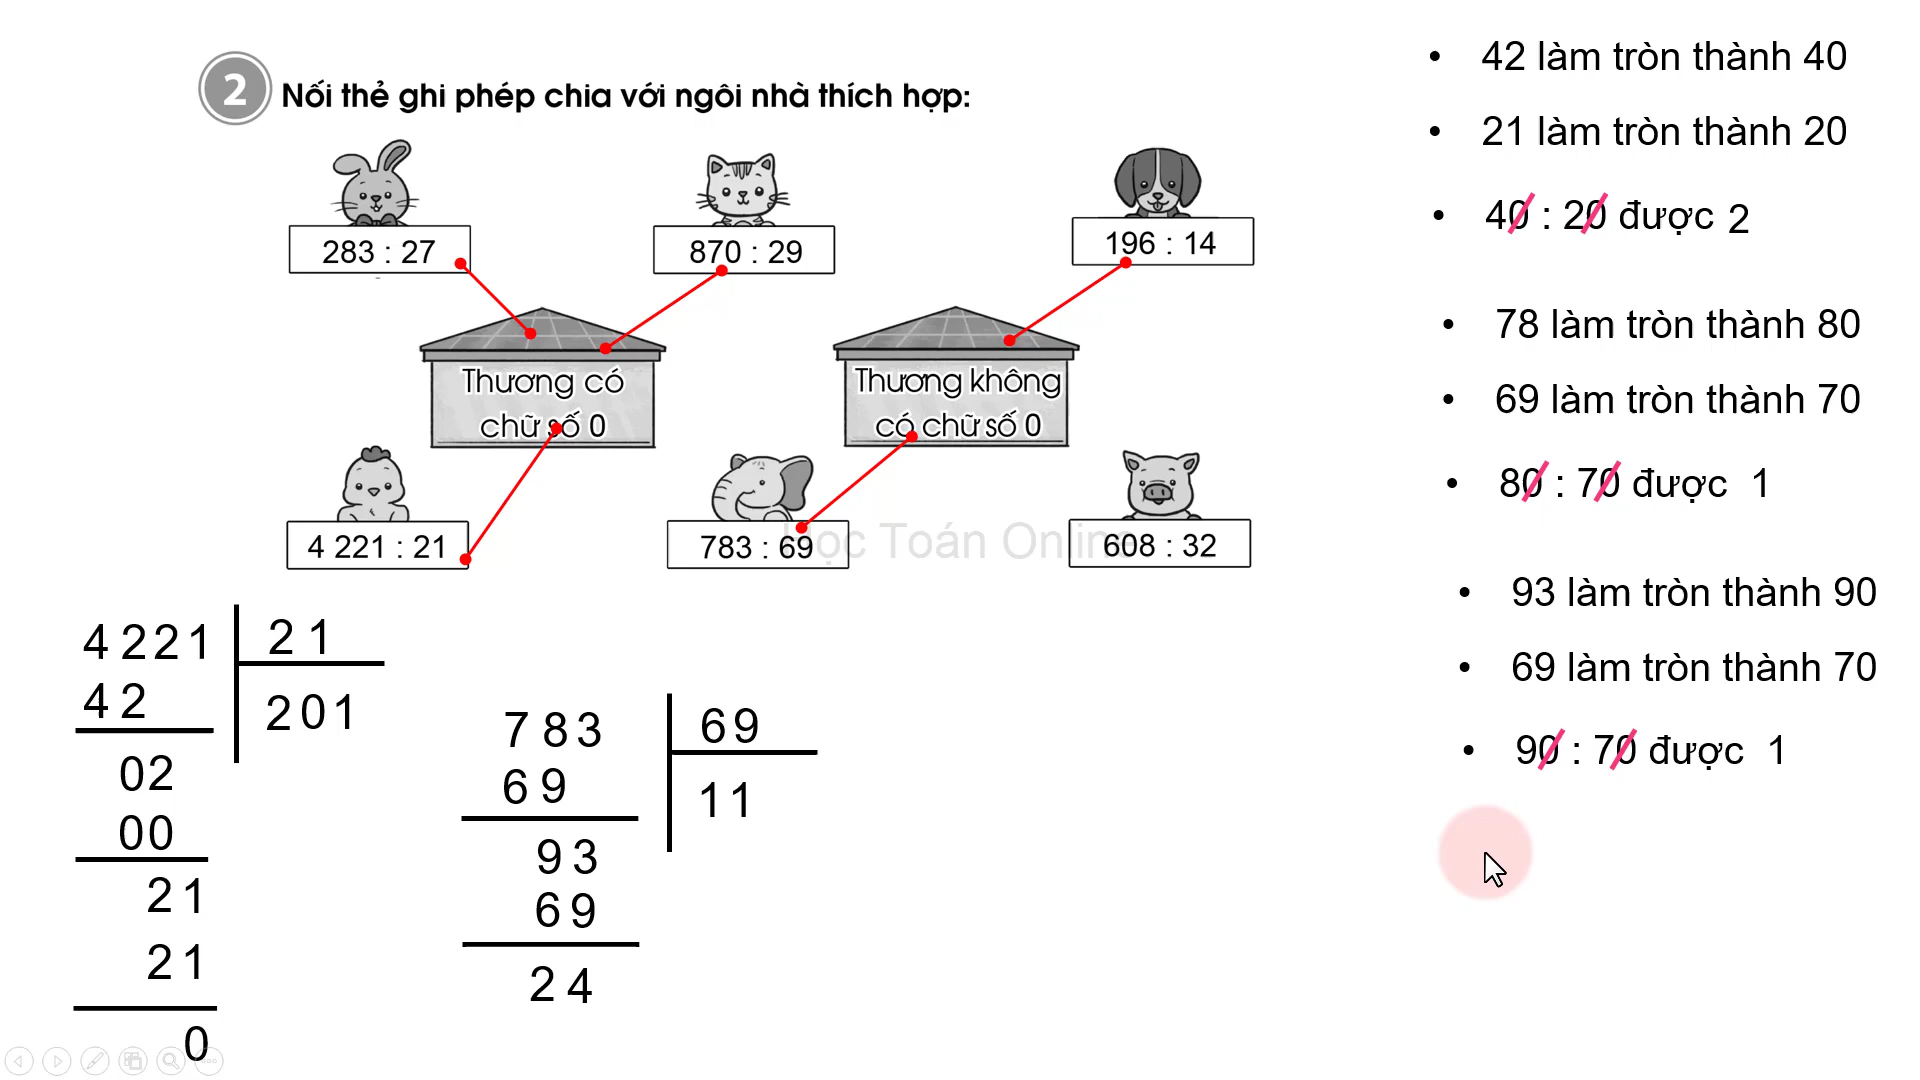 2 Nối thẻ ghi phép chia với ngôi nhà thích hợp:
283 : 27
870 : 29
196 : 14
Thương có
chữ số 0
Thương không
có chữ số 0
4 221 : 21
783 : 69
608 : 32
Học Toán Online
4221 21
42 201
02
00
21
21
0
783 69
69 11
93
69
24
• 42 làm tròn thành 40
• 21 làm tròn thành 20
• 40 : 20 được 2
• 78 làm tròn thành 80
• 69 làm tròn thành 70
• 80 : 70 được 1
• 93 làm tròn thành 90
• 69 làm tròn thành 70
• 90 : 70 được 1